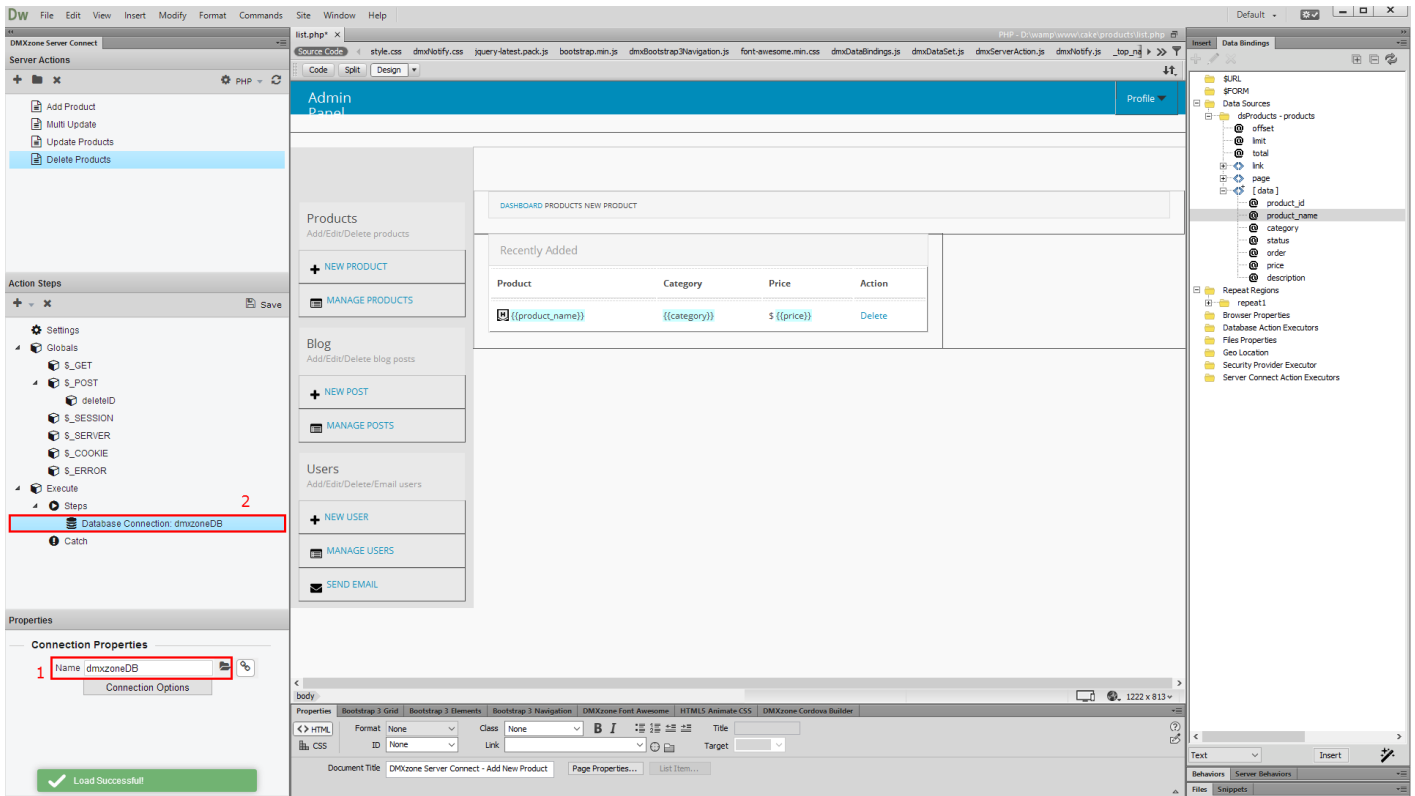 DW File Edit View Insert Modify Format Commands Site Window Help Default
DMXzone Server Connect
Server Actions
PHP
Add Product
Multi Update
Update Products
Delete Products
Action Steps
Save
Settings
Globals
$_GET
$_POST
deleteID
$_SESSION
$_SERVER
$_COOKIE
$_ERROR
Execute
2
Steps
Database Connection: dmxzoneDB
Catch
Properties
Connection Properties
1 Name dmxzoneDB
Connection Options
Load Successful!
list.php* PHP - D:\wamp\www\cake\products\list.php
Source Code style.css dmxNotify.css jquery-latest.pack.js bootstrap.min.js dmxBootstrap3Navigation.js font-awesome.min.css dmxDataBindings.js dmxDataSet.js dmxServerAction.js dmxNotify.js
Code Split Design
Admin
Panel
Profile
Products
Add/Edit/Delete products
NEW PRODUCT
MANAGE PRODUCTS
Blog
Add/Edit/Delete blog posts
NEW POST
MANAGE POSTS
Users
Add/Edit/Delete/Email users
NEW USER
MANAGE USERS
SEND EMAIL
DASHBOARD PRODUCTS NEW PRODUCT
Recently Added
Product Category Price Action
{{product_name}} {{category}} $ {{price}} Delete
body 1222 x 813
Properties Bootstrap 3 Grid Bootstrap 3 Elements Bootstrap 3 Navigation DMXzone Font Awesome HTML5 Animate CSS DMXzone Cordova Builder
<> HTML Format None Class None B I Title
CSS ID None Link Target
Document Title DMXzone Server Connect - Add New Product Page Properties... List Item...
Insert Data Bindings
$URL
$FORM
Data Sources
dsProducts - products
offset
limit
total
link
page
[ data ]
product_id
product_name
category
status
order
price
description
Repeat Regions
repeat1
Browser Properties
Database Action Executors
Files Properties
Geo Location
Security Provider Executor
Server Connect Action Executors
Text Insert
Behaviors Server Behaviors
Files Snippets